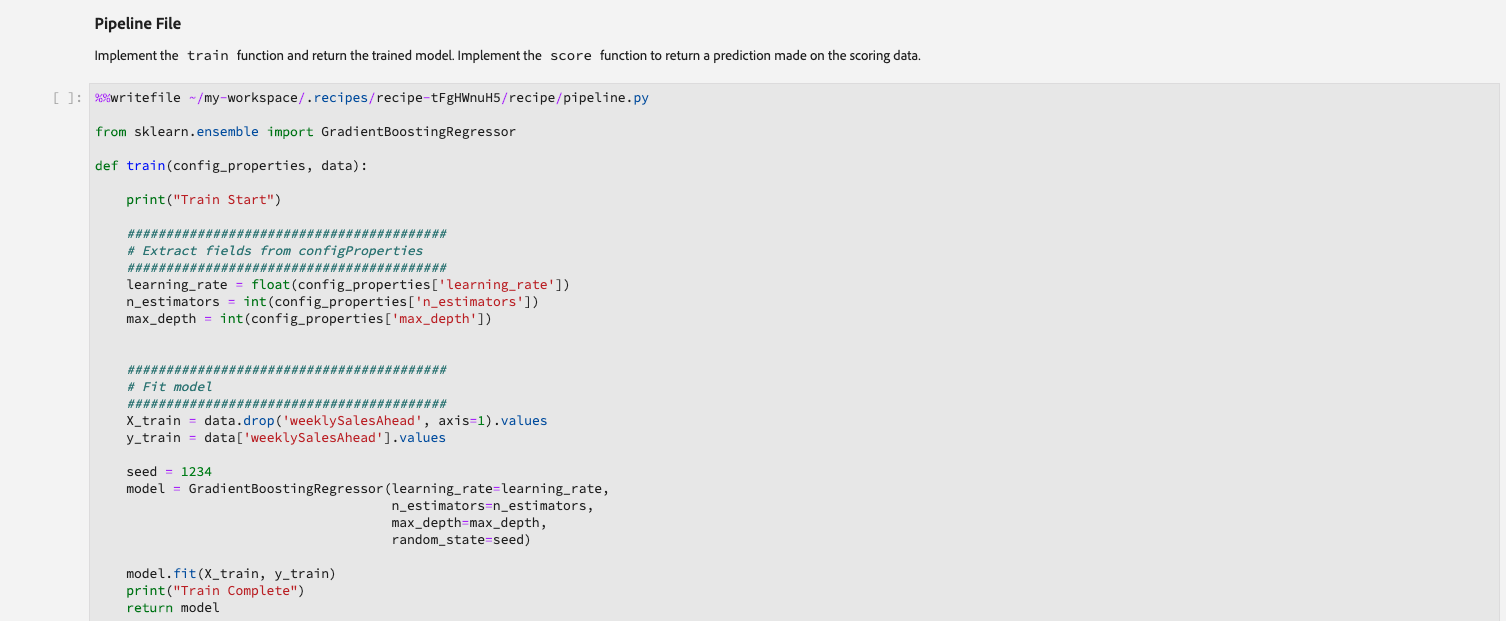 Pipeline File
Implement the train function and return the trained model. Implement the score function to return a prediction made on the scoring data.
[ ]: %%writefile ~/my-workspace/.recipes/recipe-tFgHWnuH5/recipe/pipeline.py
from sklearn.ensemble import GradientBoostingRegressor
def train(config_properties, data):
print("Train Start")
#########################################
# Extract fields from configProperties
#########################################
learning_rate = float(config_properties['learning_rate'])
n_estimators = int(config_properties['n_estimators'])
max_depth = int(config_properties['max_depth'])
#########################################
# Fit model
#########################################
X_train = data.drop('weeklySalesAhead', axis=1).values
y_train = data['weeklySalesAhead'].values
seed = 1234
model = GradientBoostingRegressor(learning_rate=learning_rate,
n_estimators=n_estimators,
max_depth=max_depth,
random_state=seed)
model.fit(X_train, y_train)
print("Train Complete")
return model